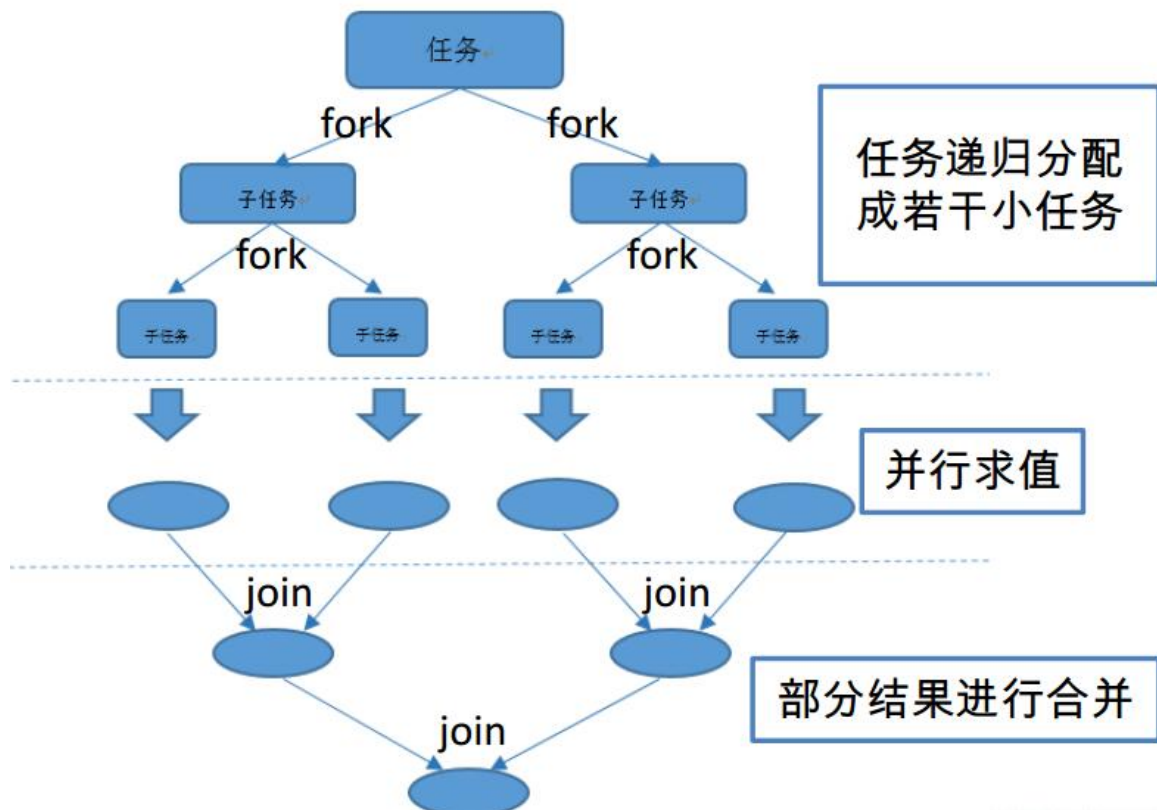 任务
fork
fork
任务递归分配
成若干小任务
子任务
子任务
fork
fork
子任务
子任务
子任务
子任务
并行求值
join
join
部分结果进行合并
join